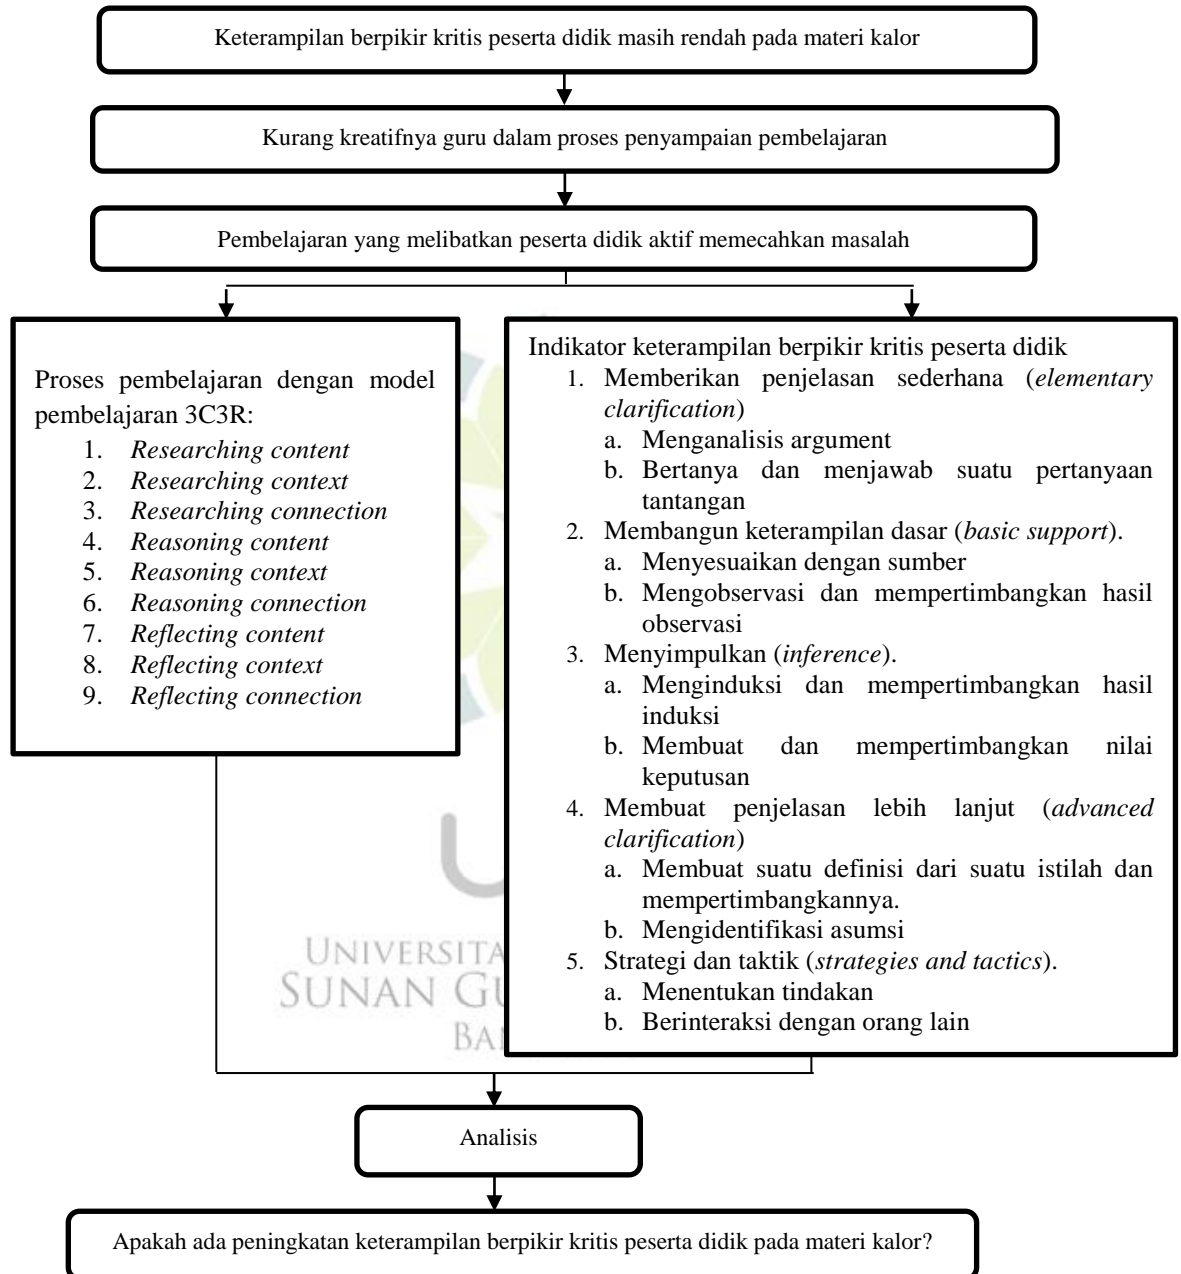 Keterampilan berpikir kritis peserta didik masih rendah pada materi kalor
Kurang kreatifnya guru dalam proses penyampaian pembelajaran
Pembelajaran yang melibatkan peserta didik aktif memecahkan masalah
Proses pembelajaran dengan model
pembelajaran 3C3R:
1. Researching content
2. Researching context
3. Researching connection
4. Reasoning content
5. Reasoning context
6. Reasoning connection
7. Reflecting content
8. Reflecting context
9. Reflecting connection
Indikator keterampilan berpikir kritis peserta didik
1. Memberikan penjelasan sederhana (elementary
clarification)
a. Menganalisis argument
b. Bertanya dan menjawab suatu pertanyaan
tantangan
2. Membangun keterampilan dasar (basic support).
a. Menyesuaikan dengan sumber
b. Mengobservasi dan mempertimbangkan hasil
observasi
3. Menyimpulkan (inference).
a. Menginduksi dan mempertimbangkan hasil
induksi
b. Membuat dan mempertimbangkan nilai
keputusan
4. Membuat penjelasan lebih lanjut (advanced
clarification)
a. Membuat suatu definisi dari suatu istilah dan
mempertimbangkannya.
b. Mengidentifikasi asumsi
5. Strategi dan taktik (strategies and tactics).
a. Menentukan tindakan
b. Berinteraksi dengan orang lain
UNIVERSITA
SUNAN GU
BA
Analisis
Apakah ada peningkatan keterampilan berpikir kritis peserta didik pada materi kalor?